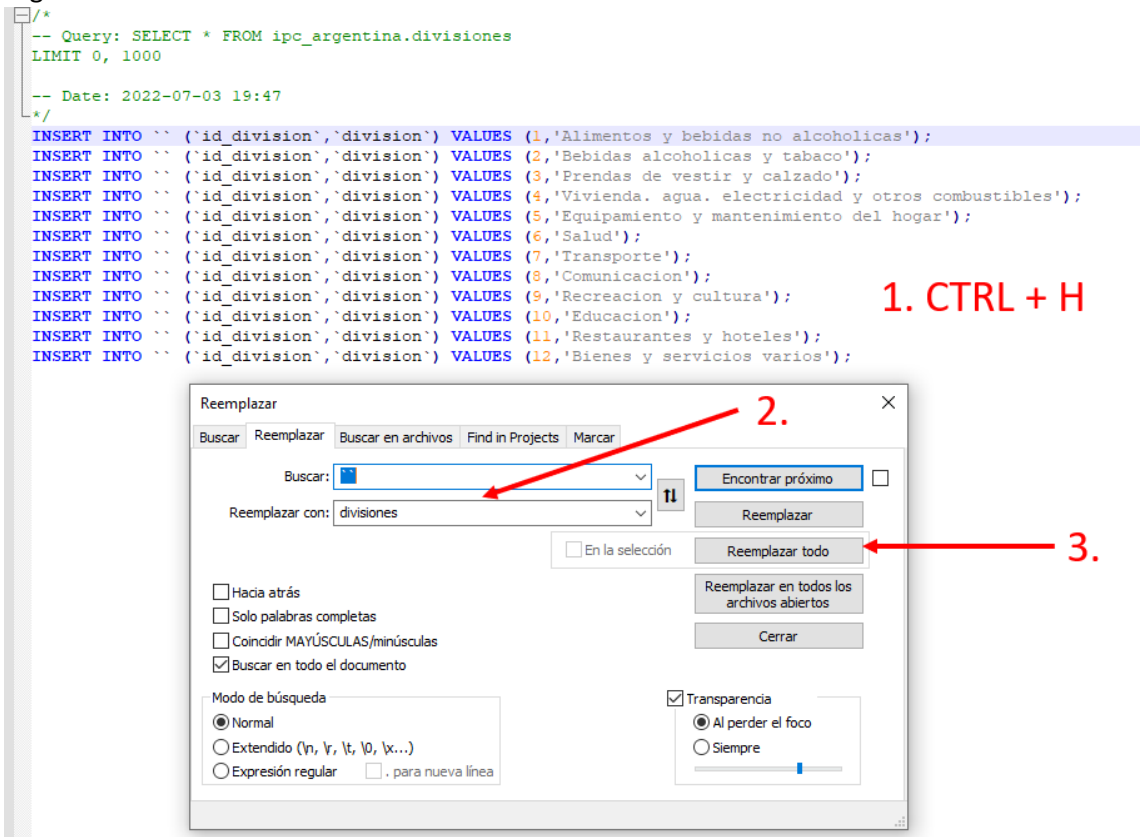 /*
-- Query: SELECT * FROM ipc_argentina.divisiones
LIMIT 0, 1000
-- Date: 2022-07-03 19:47
*/
INSERT INTO `` (`id_division`,`division`) VALUES (1,'Alimentos y bebidas no alcoholicas');
INSERT INTO `` (`id_division`,`division`) VALUES (2,'Bebidas alcoholicas y tabaco');
INSERT INTO `` (`id_division`,`division`) VALUES (3,'Prendas de vestir y calzado');
INSERT INTO `` (`id_division`,`division`) VALUES (4,'Vivienda. agua. electricidad y otros combustibles');
INSERT INTO `` (`id_division`,`division`) VALUES (5,'Equipamiento y mantenimiento del hogar');
INSERT INTO `` (`id_division`,`division`) VALUES (6,'Salud');
INSERT INTO `` (`id_division`,`division`) VALUES (7,'Transporte');
INSERT INTO `` (`id_division`,`division`) VALUES (8,'Comunicacion');
INSERT INTO `` (`id_division`,`division`) VALUES (9,'Recreacion y cultura');
INSERT INTO `` (`id_division`,`division`) VALUES (10,'Educacion');
INSERT INTO `` (`id_division`,`division`) VALUES (11,'Restaurantes y hoteles');
INSERT INTO `` (`id_division`,`division`) VALUES (12,'Bienes y servicios varios');
1. CTRL + H
Reemplazar
2.
Buscar Reemplazar Buscar en archivos Find in Projects Marcar
Buscar: `` Encontrar próximo
Reemplazar con: divisiones Reemplazar
En la selección Reemplazar todo
3.
Reemplazar en todos los
archivos abiertos
Cerrar
Hacia atrás
Solo palabras completas
Coincidir MAYÚSCULAS/minúsculas
Buscar en todo el documento
Modo de búsqueda
Normal
Extendido (\n, \r, \t, \0, \x...)
Expresión regular . para nueva línea
Transparencia
Al perder el foco
Siempre